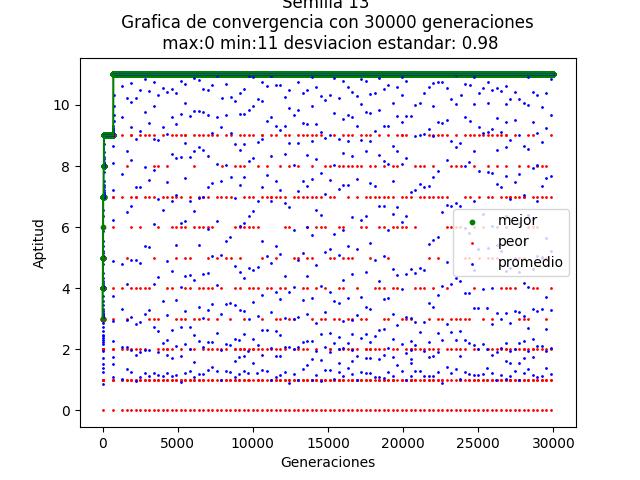 Semilla 13
Grafica de convergencia con 30000 generaciones
max:0 min:11 desviacion estandar: 0.98
10
8
6
4
2
0
Aptitud
mejor
peor
promedio
0 5000 10000 15000 20000 25000 30000
Generaciones